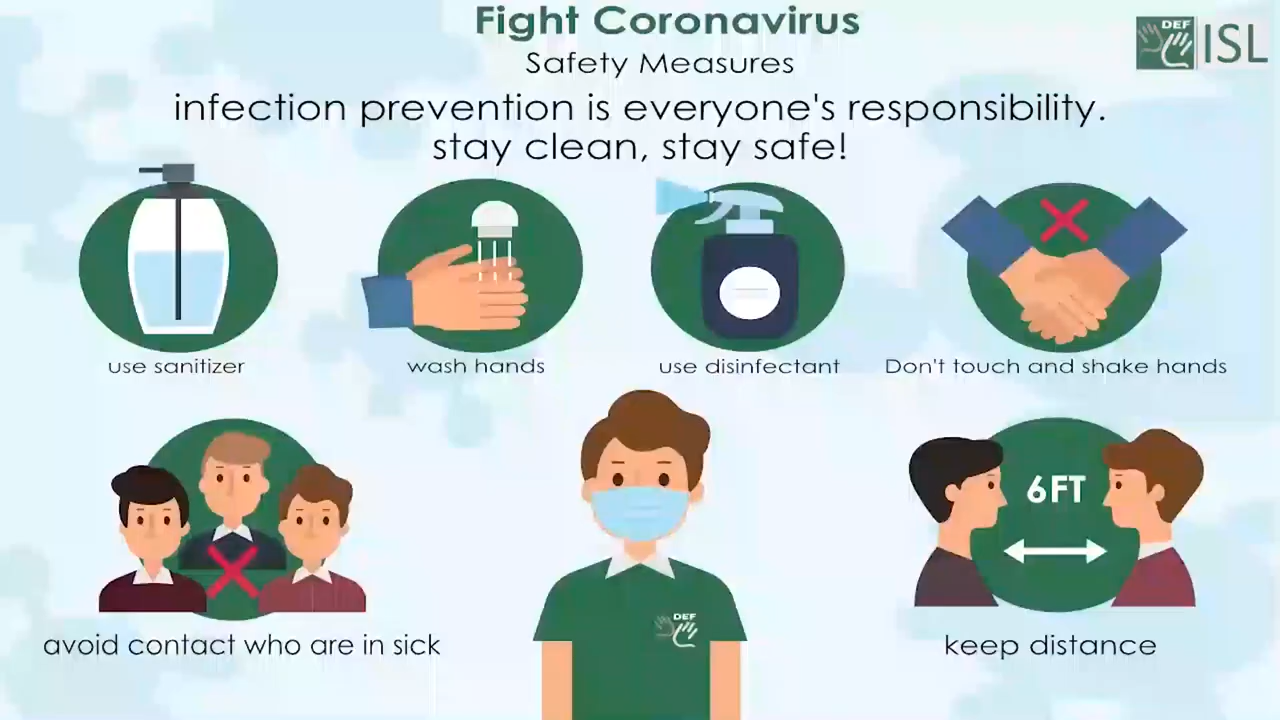 Fight Coronavirus
DEF
ISL
Safety Measures
infection prevention is everyone's responsibility.
stay clean, stay safe!
use sanitizer
wash hands
use disinfectant
Don't touch and shake hands
6FT
DEF
avoid contact who are in sick
keep distance